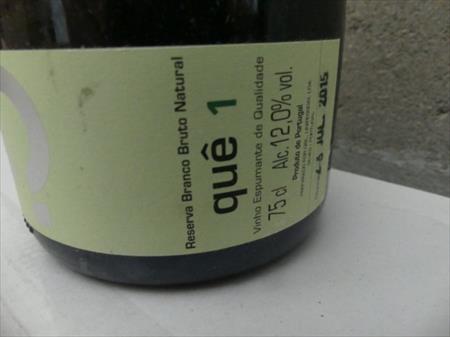 Reserva Branco Bruto Natural
quê 1
Vinho Espumante de Qualidade
75 cl Alc.12,0% vol.
Produto de Portugal
JUL 2015